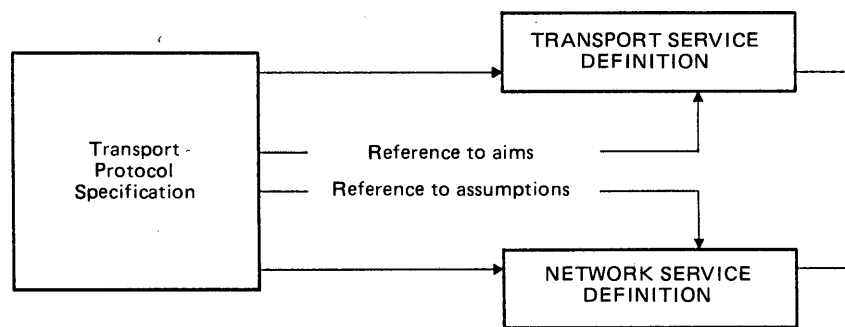 TRANSPORT SERVICE
DEFINITION
Transport
Protocol
Specification
Reference to aims
Reference to assumptions
NETWORK SERVICE
DEFINITION